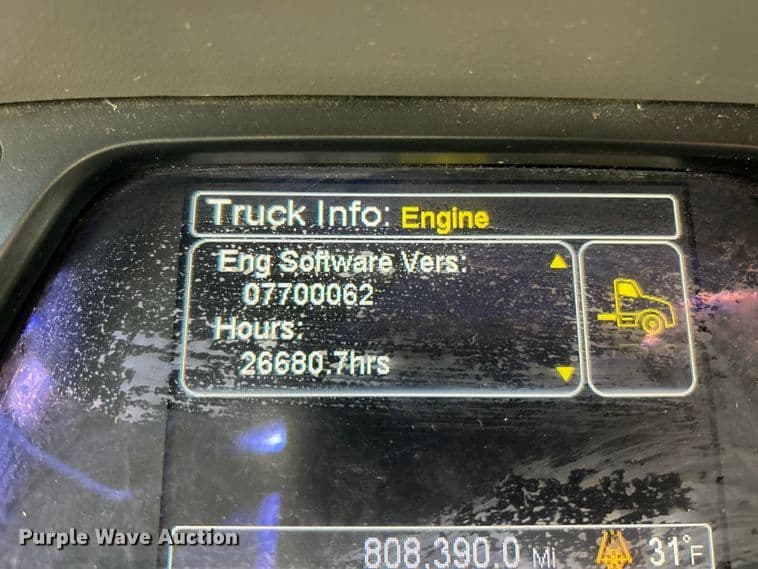 Truck Info: Engine
Eng Software Vers:
07700062
Hours:
26680.7hrs
Purple Wave Auction
808,390.0 Mi 31°F